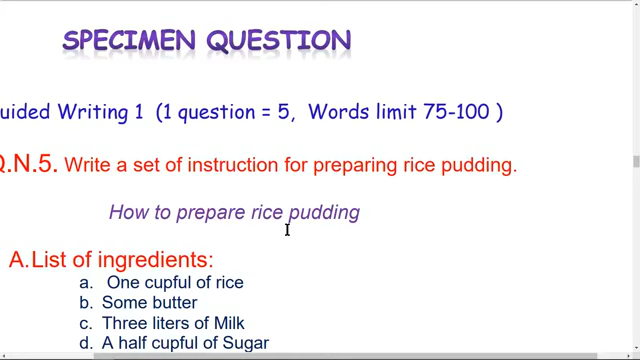 SPECIMEN QUESTION
uided Writing 1 (1 question = 5, Words limit 75-100 )
Q.N.5. Write a set of instruction for preparing rice pudding.
How to prepare rice pudding
A. List of ingredients:
a. One cupful of rice
b. Some butter
c. Three liters of Milk
d. A half cupful of Sugar